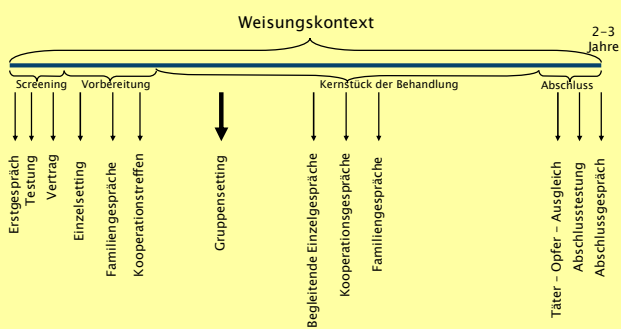 Weisungskontext
2-3
Jahre
Screening
Vorbereitung
Kernstück der Behandlung
Abschluss
Erstgespräch
Testung
Vertrag
Einzelsetting
Familiengespräche
Kooperationstreffen
Gruppensetting
Begleitende Einzelgespräche
Kooperationsgespräche
Familiengespräche
Täter - Opfer - Ausgleich
Abschlusstestung
Abschlussgespräch